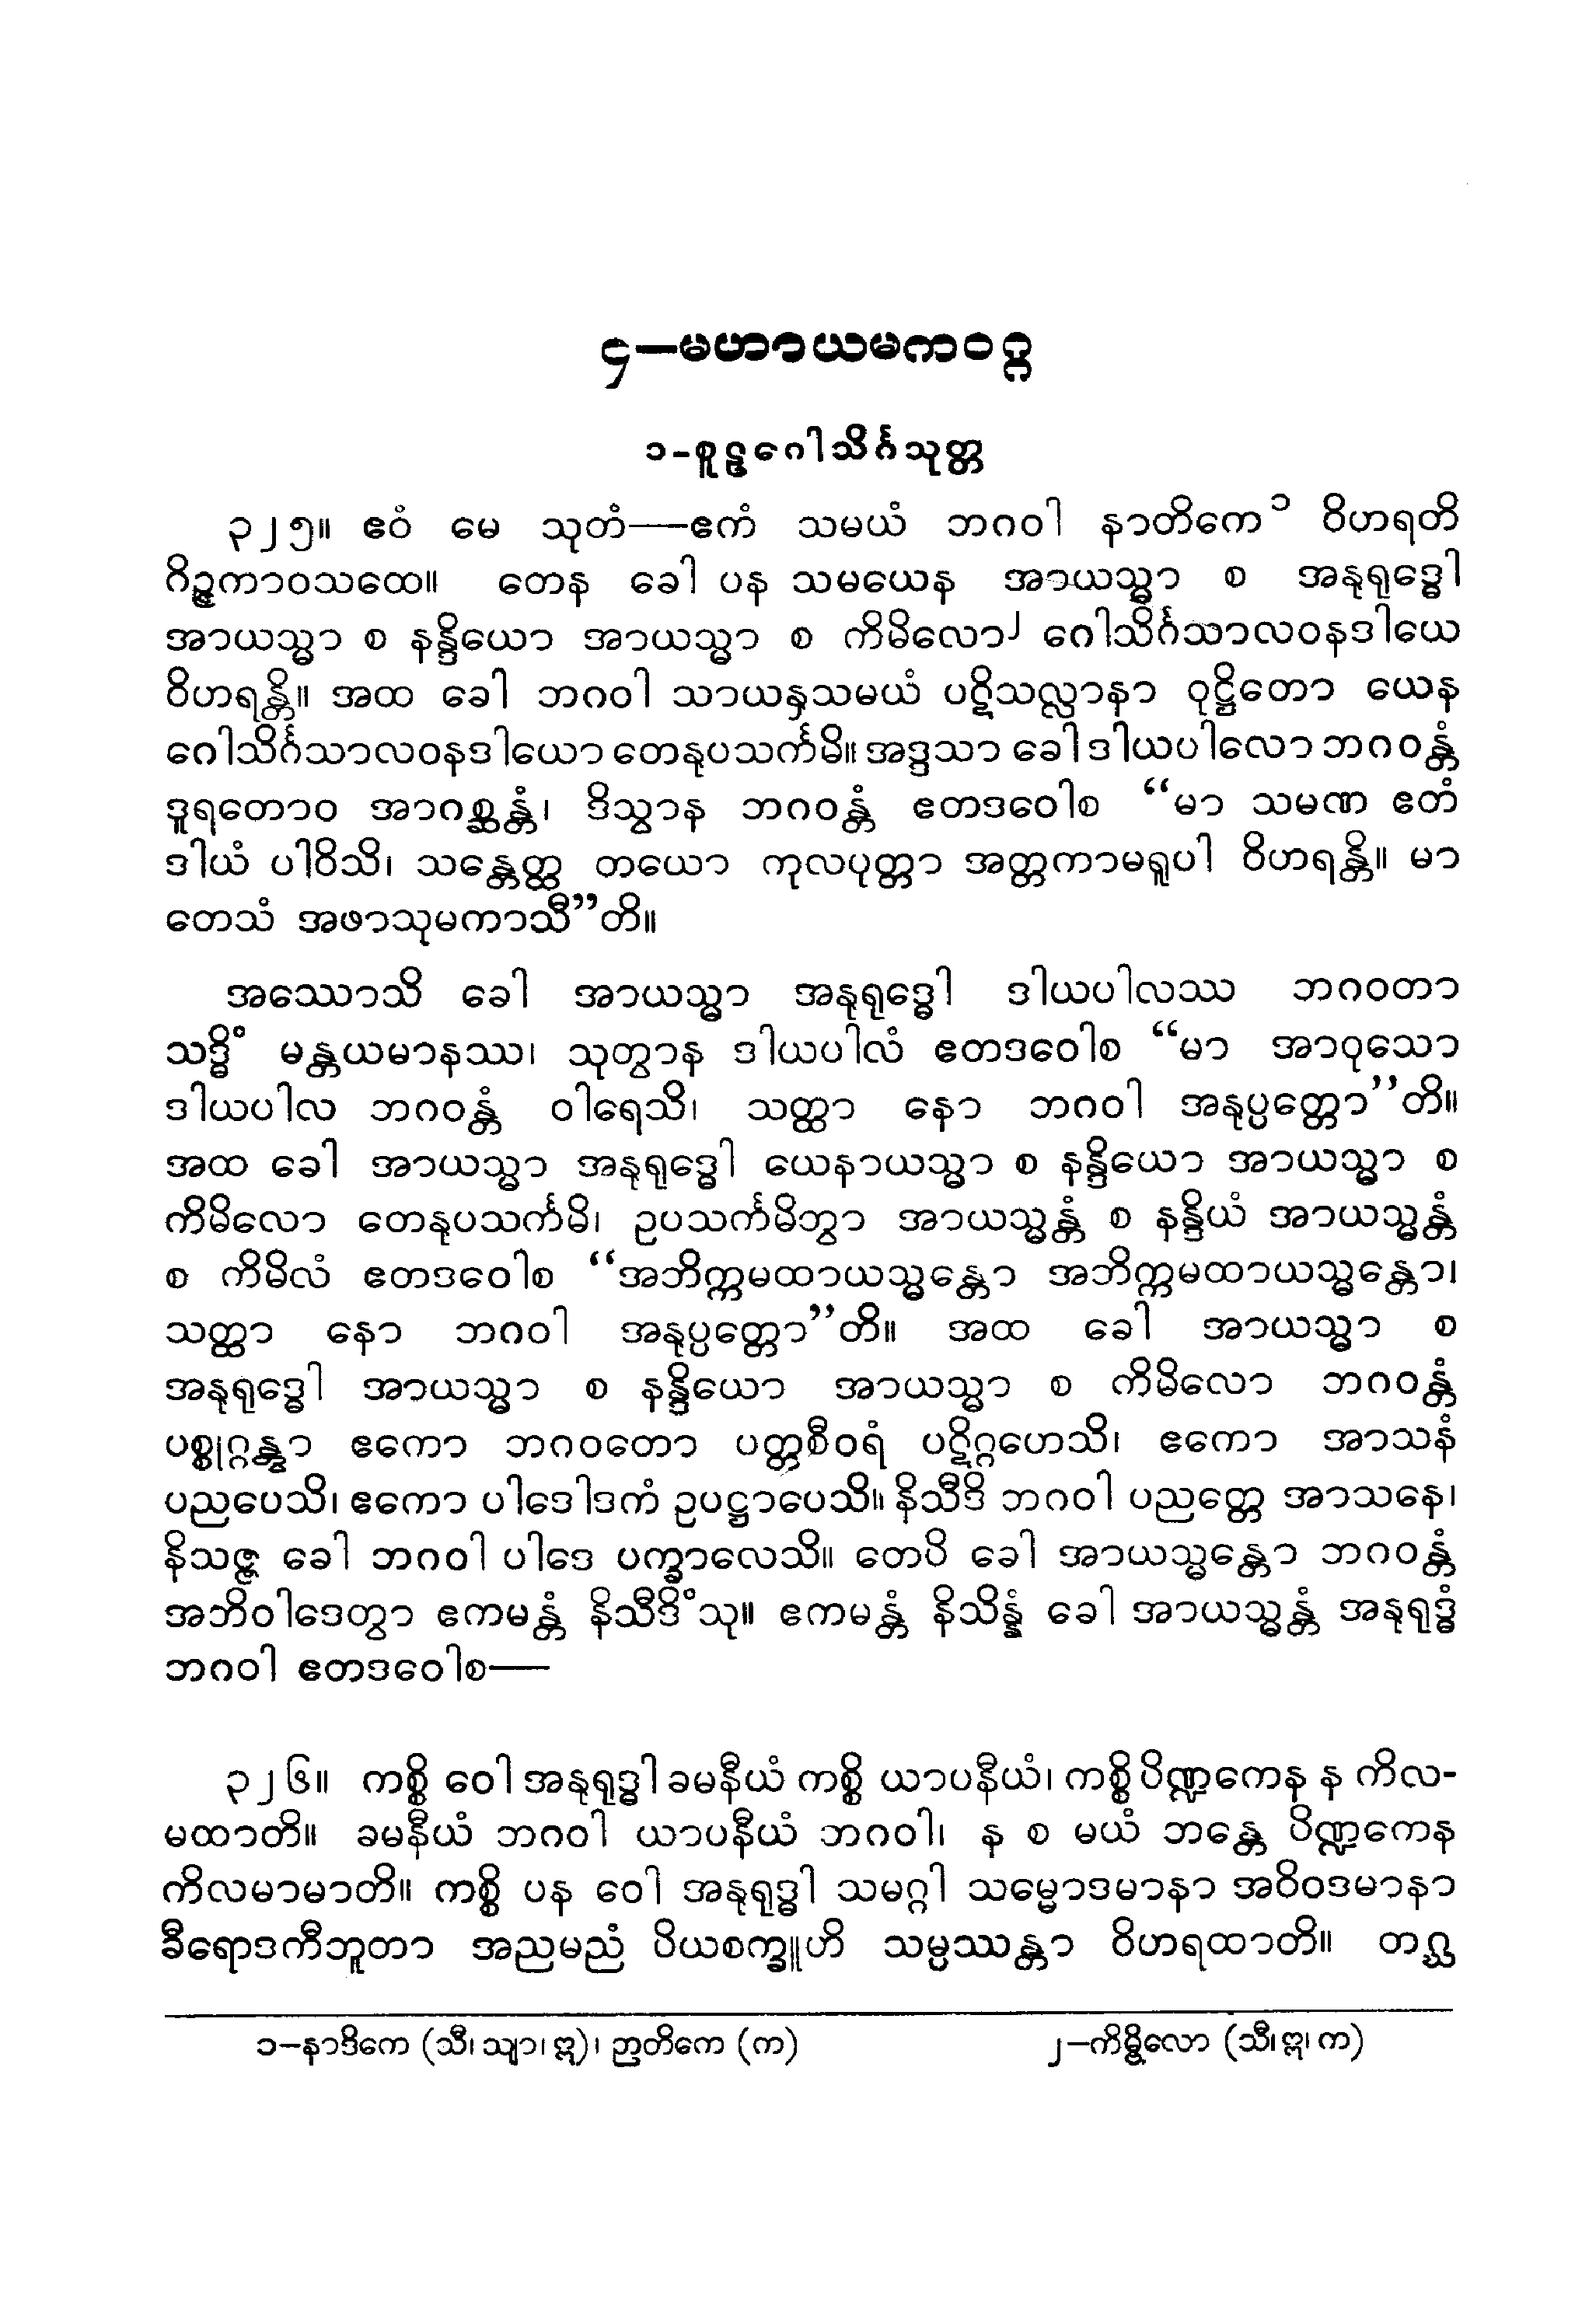 ၄—မဟာယမကဝဂ္ဂ
၁-စူဠဂေါသိင်္ဂသုတ္တ
၃၂၅။ ဧဝံ မေ သုတံ—ဧကံ သမယံ ဘဂဝါ နာတိကေ ၁ ဝိဟရတိ
ဂိဉ္ဇကာဝသထေ။ တေန ခေါ ပန သမယေန အာယသ္မာ စ အနုရုဒ္ဓေါ
အာယသ္မာ စ နန္ဒိယော အာယသ္မာ စ ကိမိလော ၂ ဂေါသိင်္ဂသာလဝနဒါယေ
ဝိဟရန္တိ။ အထ ခေါ ဘဂဝါ သာယနှသမယံ ပဋိသလ္လာနာ ဝုဋ္ဌိတော ယေန
ဂေါသိင်္ဂသာလဝနဒါယော တေနုပသင်္ကမိ။ အဒ္ဒသာ ခေါ ဒါယပါလော ဘဂဝန္တံ
ဒူရတောဝ အာဂစ္ဆန္တံ၊ ဒိသွာန ဘဂဝန္တံ ဧတဒဝေါစ “မာ သမဏ ဧတံ
ဒါယံ ပါဝိသိ၊ သန္တေတ္ထ တယော ကုလပုတ္တာ အတ္တကာမရူပါ ဝိဟရန္တိ။ မာ
တေသံ အဖာသုမကာသီ”တိ။
အဿောသိ ခေါ အာယသ္မာ အနုရုဒ္ဓေါ ဒါယပါလဿ ဘဂဝတာ
သဒ္ဓိံ မန္တယမာနဿ၊ သုတွာန ဒါယပါလံ ဧတဒဝေါစ “မာ အာဝုသော
ဒါယပါလ ဘဂဝန္တံ ဝါရေသိ၊ သတ္ထာ နော ဘဂဝါ အနုပ္ပတ္တော”တိ။
အထ ခေါ အာယသ္မာ အနုရုဒ္ဓေါ ယေနာယသ္မာ စ နန္ဒိယော အာယသ္မာ စ
ကိမိလော တေနုပသင်္ကမိ၊ ဥပသင်္ကမိတွာ အာယသ္မန္တံ စ နန္ဒိယံ အာယသ္မန္တံ
စ ကိမိလံ ဧတဒဝေါစ “အဘိက္ကမထာယသ္မန္တော အဘိက္ကမထာယသ္မန္တော၊
သတ္ထာ နော ဘဂဝါ အနုပ္ပတ္တော”တိ။ အထ ခေါ အာယသ္မာ စ
အနုရုဒ္ဓေါ အာယသ္မာ စ နန္ဒိယော အာယသ္မာ စ ကိမိလော ဘဂဝန္တံ
ပစ္စုဂ္ဂန္တွာ ဧကော ဘဂဝတော ပတ္တစီဝရံ ပဋိဂ္ဂဟေသိ၊ ဧကော အာသနံ
ပညပေသိ၊ ဧကော ပါဒေါဒကံ ဥပဋ္ဌာပေသိ။ နိသီဒိ ဘဂဝါ ပညတ္တေ အာသနေ၊
နိသဇ္ဇ ခေါ ဘဂဝါ ပါဒေ ပက္ခာလေသိ။ တေပိ ခေါ အာယသ္မန္တော ဘဂဝန္တံ
အဘိဝါဒေတွာ ဧကမန္တံ နိသီဒိံသု။ ဧကမန္တံ နိသိန္နံ ခေါ အာယသ္မန္တံ အနုရုဒ္ဓံ
ဘဂဝါ ဧတဒဝေါစ—
၃၂၆။ ကစ္စိ ဝေါ အနုရုဒ္ဓါ ခမနီယံ ကစ္စိ ယာပနီယံ၊ ကစ္စိ ပိဏ္ဍကေန န ကိလ-
မထာတိ။ ခမနီယံ ဘဂဝါ ယာပနီယံ ဘဂဝါ၊ န စ မယံ ဘန္တေ ပိဏ္ဍကေန
ကိလမာမာတိ။ ကစ္စိ ပန ဝေါ အနုရုဒ္ဓါ သမဂ္ဂါ သမ္မောဒမာနာ အဝိဝဒမာနာ
ခီရောဒကီဘူတာ အညမညံ ပိယစက္ခူဟိ သမ္ပဿန္တာ ဝိဟရထာတိ။ တဂ္ဃ
၁—နာဒိကေ (သီ၊ သျာ၊ ဣ)၊ ဉာတိကေ (က) ၂—ကိမ္ဗိလော (သီ၊ ဣ၊ က)